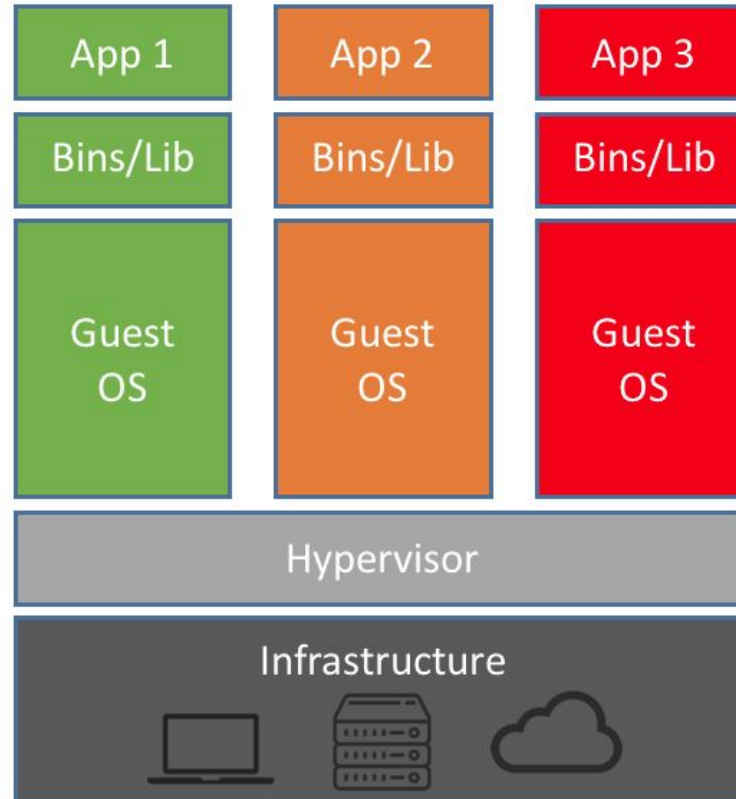 App 1
App 2
App 3
Bins/Lib
Bins/Lib
Bins/Lib
Guest
OS
Guest
OS
Guest
OS
Hypervisor
Infrastructure